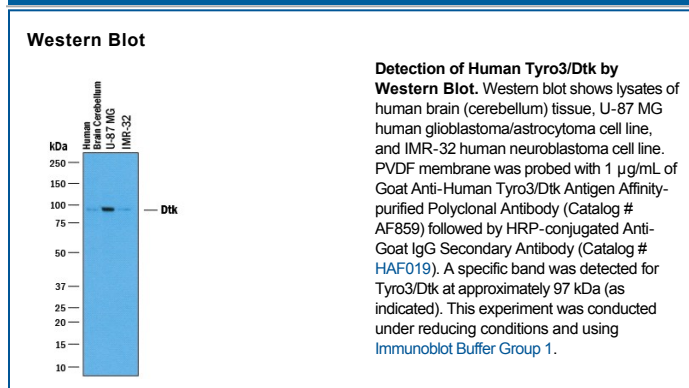 Western Blot
Human
Brain Cerebellum
U-87 MG
IMR-32
kDa
250
150
100
75
50
37
25
20
15
10
Dtk
Detection of Human Tyro3/Dtk by
Western Blot. Western blot shows lysates of
human brain (cerebellum) tissue, U-87 MG
human glioblastoma/astrocytoma cell line,
and IMR-32 human neuroblastoma cell line.
PVDF membrane was probed with 1 µg/mL of
Goat Anti-Human Tyro3/Dtk Antigen Affinity-
purified Polyclonal Antibody (Catalog #
AF859) followed by HRP-conjugated Anti-
Goat IgG Secondary Antibody (Catalog #
HAF019). A specific band was detected for
Tyro3/Dtk at approximately 97 kDa (as
indicated). This experiment was conducted
under reducing conditions and using
Immunoblot Buffer Group 1.